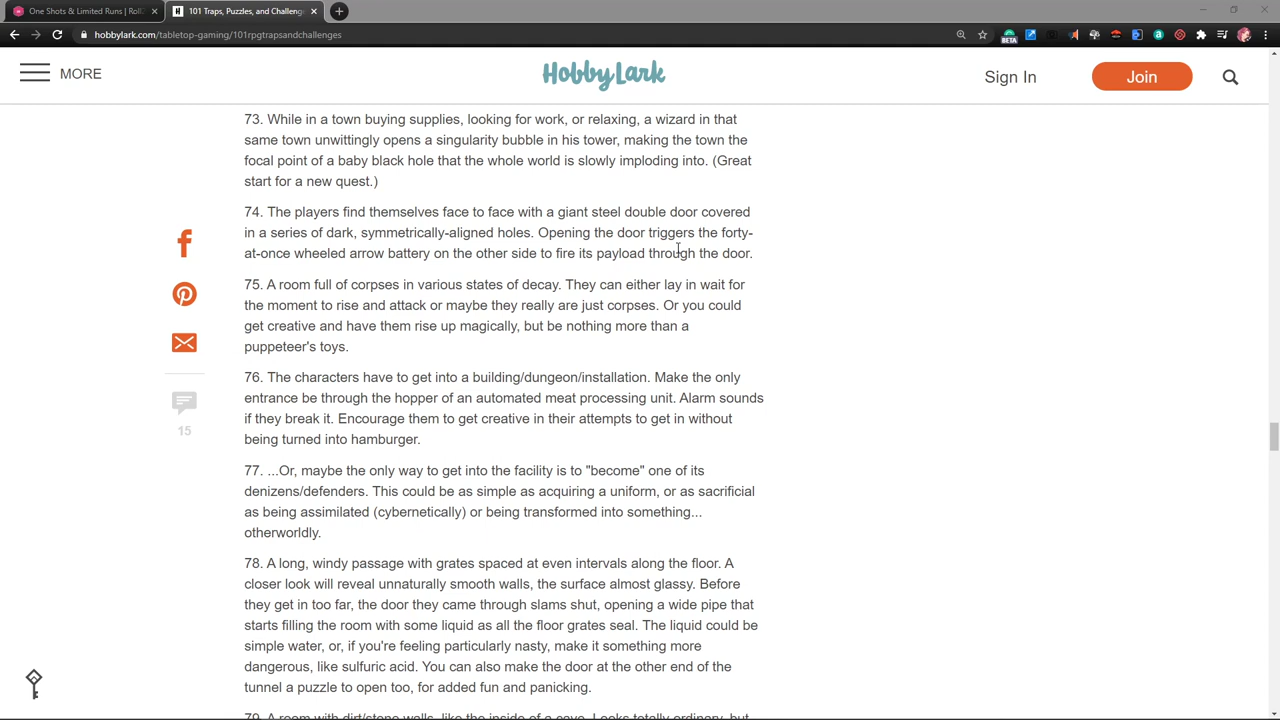 One Shots & Limited Runs | Roll
101 Traps, Puzzles, and Challeng
hobbylark.com/tabletop-gaming/101rpgtrapsandchallenges
BETA
MORE
HobbyLark
Sign In
Join
73. While in a town buying supplies, looking for work, or relaxing, a wizard in that
same town unwittingly opens a singularity bubble in his tower, making the town the
focal point of a baby black hole that the whole world is slowly imploding into. (Great
start for a new quest.)
74. The players find themselves face to face with a giant steel double door covered
in a series of dark, symmetrically-aligned holes. Opening the door triggers the forty-
at-once wheeled arrow battery on the other side to fire its payload through the door.
75. A room full of corpses in various states of decay. They can either lay in wait for
the moment to rise and attack or maybe they really are just corpses. Or you could
get creative and have them rise up magically, but be nothing more than a
puppeteer's toys.
76. The characters have to get into a building/dungeon/installation. Make the only
entrance be through the hopper of an automated meat processing unit. Alarm sounds
if they break it. Encourage them to get creative in their attempts to get in without
being turned into hamburger.
15
77. ...Or, maybe the only way to get into the facility is to "become" one of its
denizens/defenders. This could be as simple as acquiring a uniform, or as sacrificial
as being assimilated (cybernetically) or being transformed into something...
otherworldly.
78. A long, windy passage with grates spaced at even intervals along the floor. A
closer look will reveal unnaturally smooth walls, the surface almost glassy. Before
they get in too far, the door they came through slams shut, opening a wide pipe that
starts filling the room with some liquid as all the floor grates seal. The liquid could be
simple water, or, if you're feeling particularly nasty, make it something more
dangerous, like sulfuric acid. You can also make the door at the other end of the
tunnel a puzzle to open too, for added fun and panicking.
79. A room with dirt/stone walls, like the inside of a cave. Looks totally ordinary, but